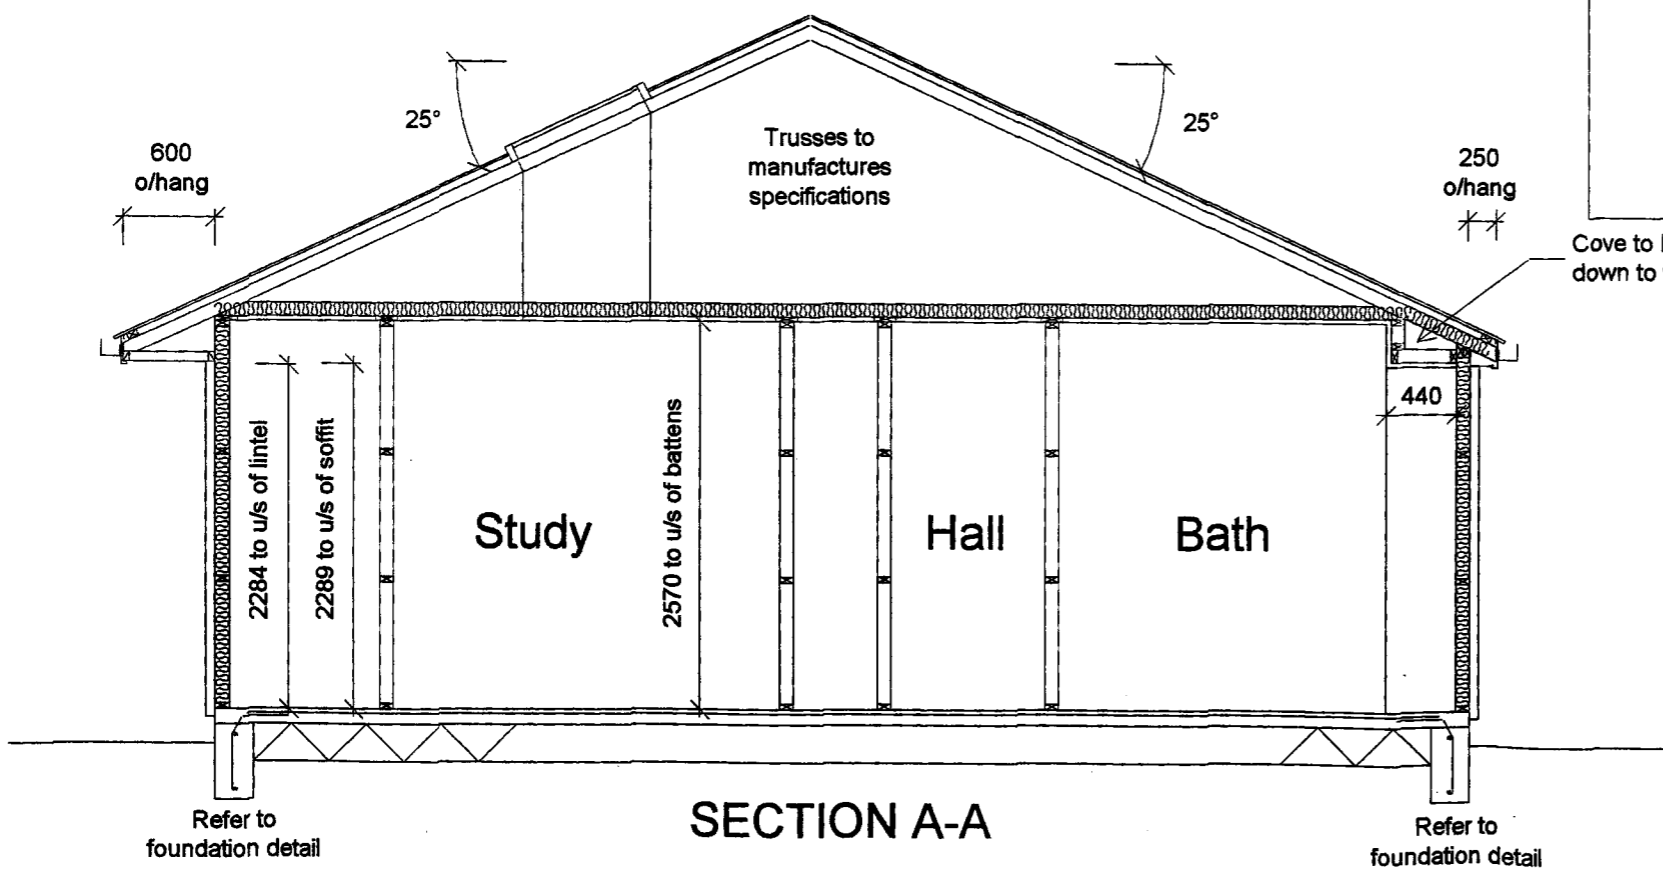 25°
25°
600
o/hang
Trusses to
manufactures
specifications
250
o/hang
Cove to
down to
440
2284 to u/s of lintel
2289 to u/s of soffit
2570 to u/s of battens
Study
Hall
Bath
SECTION A-A
Refer to
foundation detail
Refer to
foundation detail